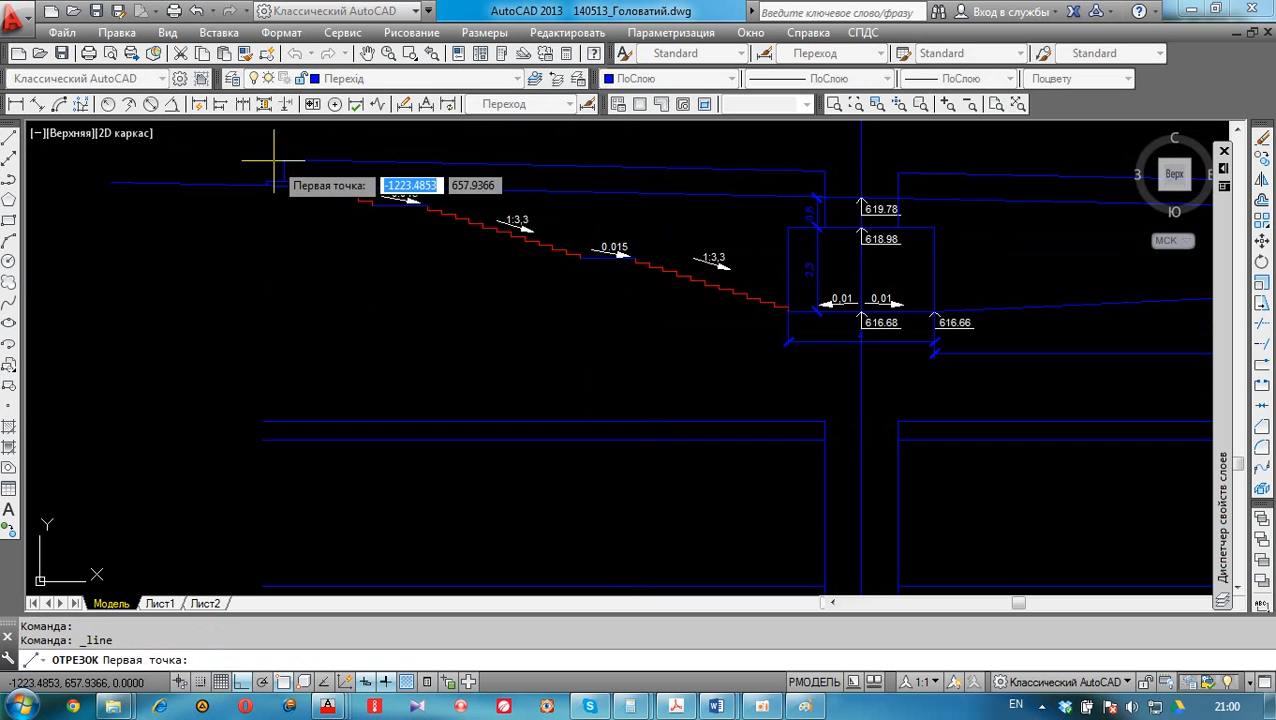 Классический AutoCAD
AutoCAD 2013 140513_Головатий.dwg
Введите ключевое слово/фразу
Вход в службы
Файл Правка Вид Вставка Формат Сервис Рисование Размеры Редактировать Параметризация Окно Справка СПДС
Standard Переход Standard Standard
Классический AutoCAD Перехід ПоСлою ПоСлою ПоСлою Поцвету
Переход
[−][Верхняя][2D каркас]
С
З Верх
Ю
МСК
Первая точка: -1223.4853 657.9366
1:3,3
0.015
1:3,3
619.78
618.98
2,3
0,01 0,01
616.68 616.66
Диспетчер свойств слоев
Y
X
Модель Лист1 Лист2
Команда:
Команда: _line
ОТРЕЗОК Первая точка:
-1223.4853, 657.9366, 0.0000
РМОДЕЛЬ 1:1 Классический AutoCAD
EN 21:00